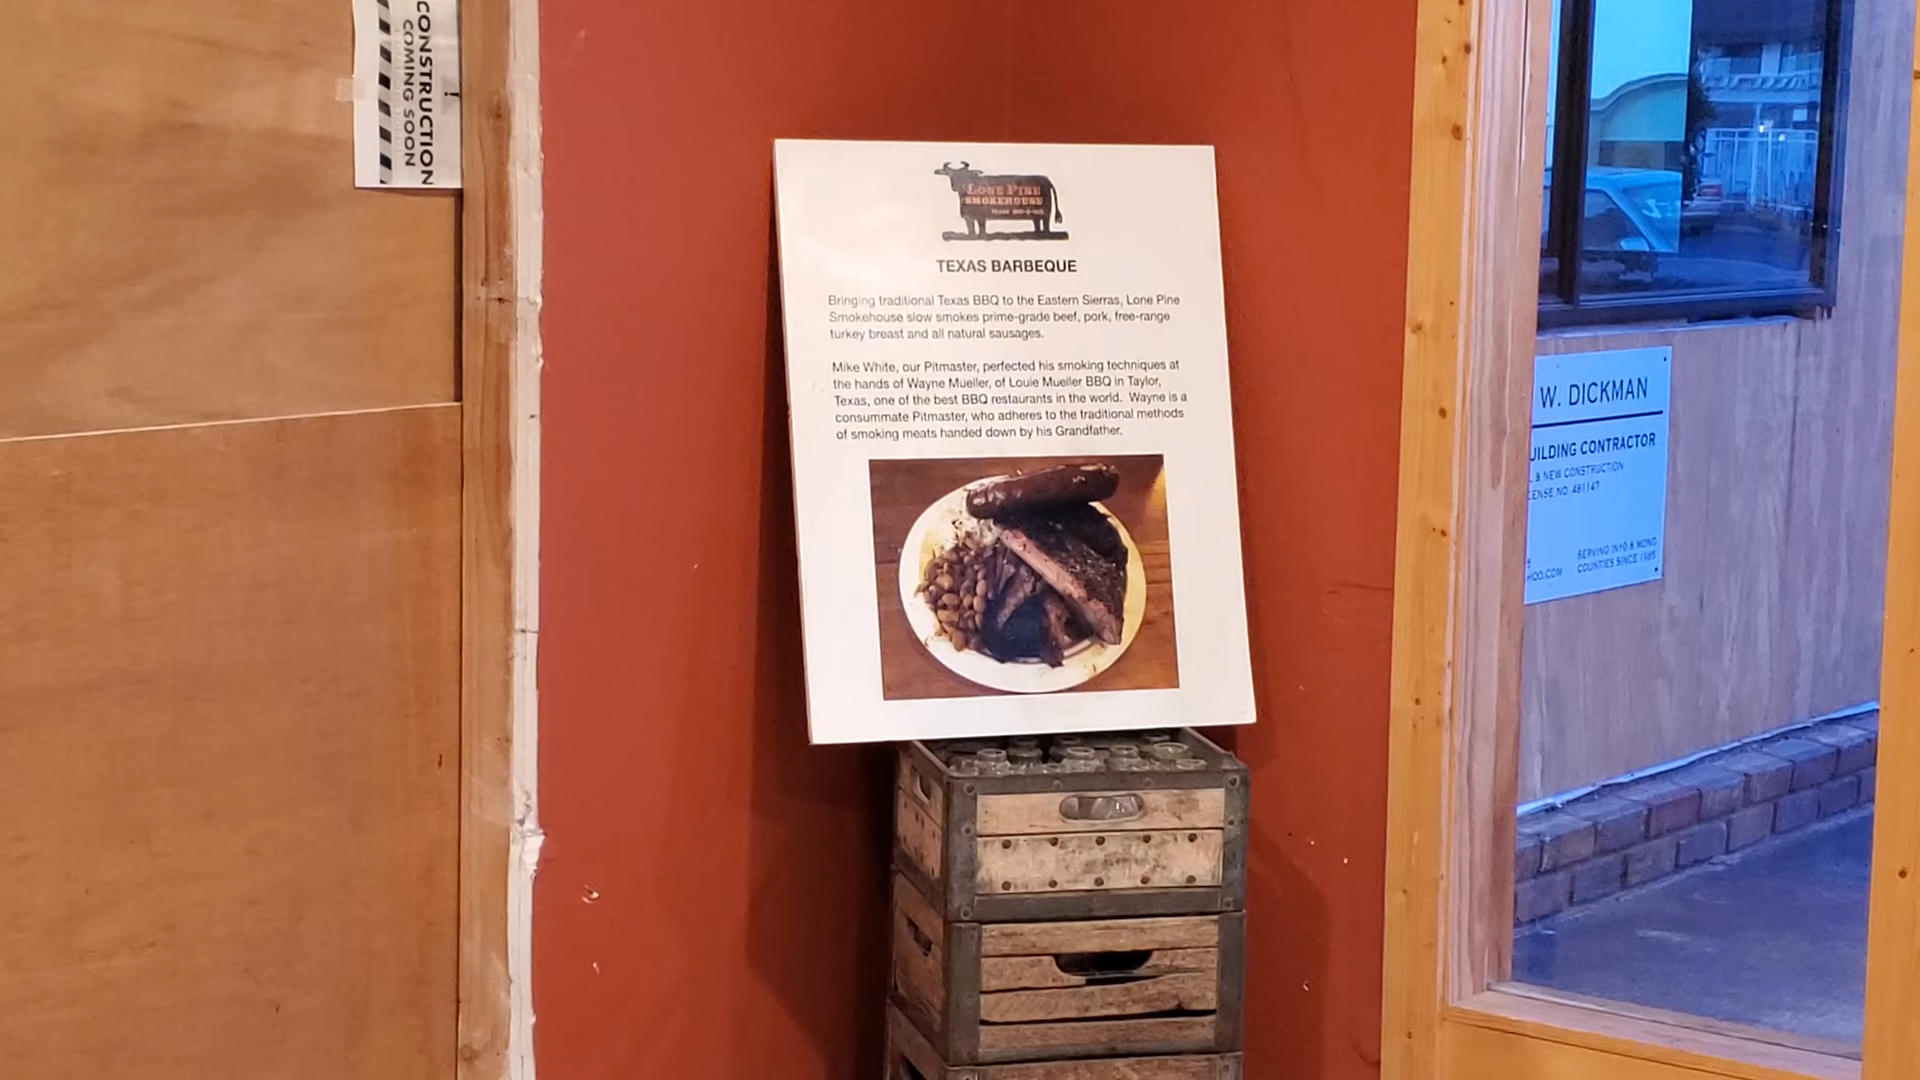 CONSTRUCTION
COMING SOON
!
LONE PINE
SMOKEHOUSE
TEXAS BAR-B-QUE
TEXAS BARBEQUE
Bringing traditional Texas BBQ to the Eastern Sierras, Lone Pine
Smokehouse slow smokes prime-grade beef, pork, free-range
turkey breast and all natural sausages.
Mike White, our Pitmaster, perfected his smoking techniques at
the hands of Wayne Mueller, of Louie Mueller BBQ in Taylor,
Texas, one of the best BBQ restaurants in the world. Wayne is a
consummate Pitmaster, who adheres to the traditional methods
of smoking meats handed down by his Grandfather.
W. DICKMAN
UILDING CONTRACTOR
L & NEW CONSTRUCTION
CENSE NO. 481147
SERVING INYO & MONO
HOO.COM COUNTIES SINCE 1985